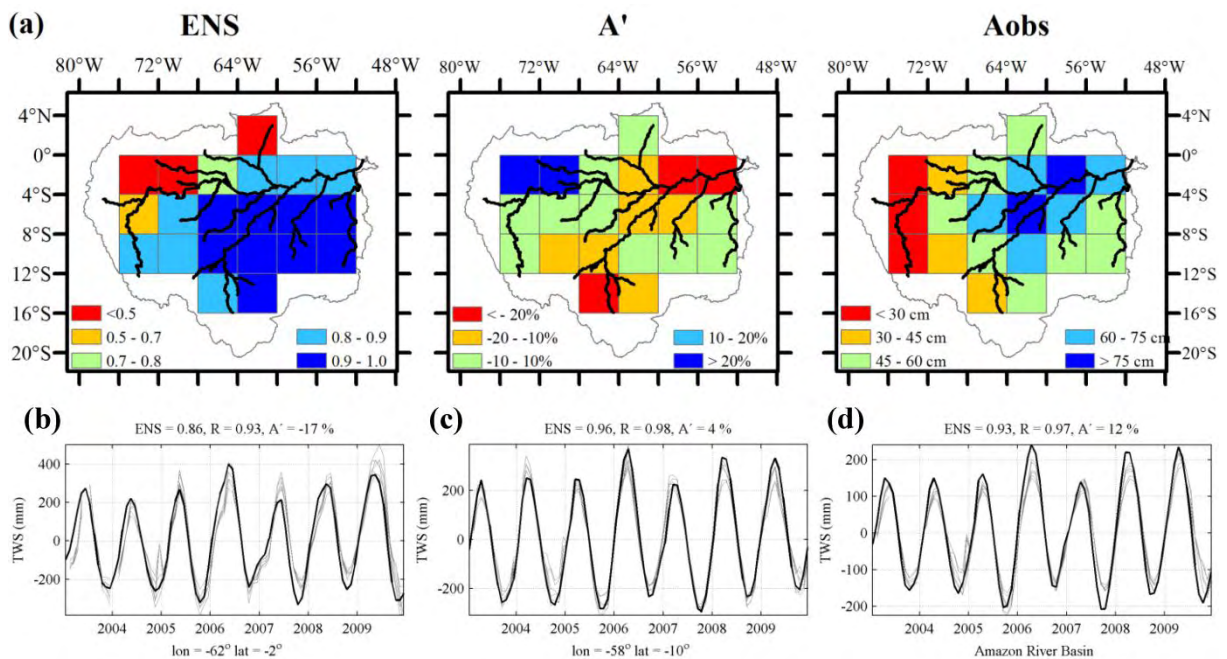 (a)
ENS
A'
Aobs
80°W 64°W 48°W
72°W 56°W
80°W 64°W 48°W
72°W 56°W
80°W 64°W 48°W
72°W 56°W
4°N
0°
4°S
8°S
12°S
16°S
20°S
4°N
0°
4°S
8°S
12°S
16°S
20°S
<0.5
0.5 - 0.7
0.7 - 0.8
0.8 - 0.9
0.9 - 1.0
< - 20%
-20 - -10%
-10 - 10%
10 - 20%
> 20%
< 30 cm
30 - 45 cm
45 - 60 cm
60 - 75 cm
> 75 cm
(b)
ENS = 0.86, R = 0.93, A´ = -17 %
TWS (mm)
400
200
0
-200
2004 2005 2006 2007 2008 2009
lon = -62° lat = -2°
(c)
ENS = 0.96, R = 0.98, A´ = 4 %
TWS (mm)
200
0
-200
2004 2005 2006 2007 2008 2009
lon = -58° lat = -10°
(d)
ENS = 0.93, R = 0.97, A´ = 12 %
TWS (mm)
200
100
0
-100
-200
2004 2005 2006 2007 2008 2009
Amazon River Basin